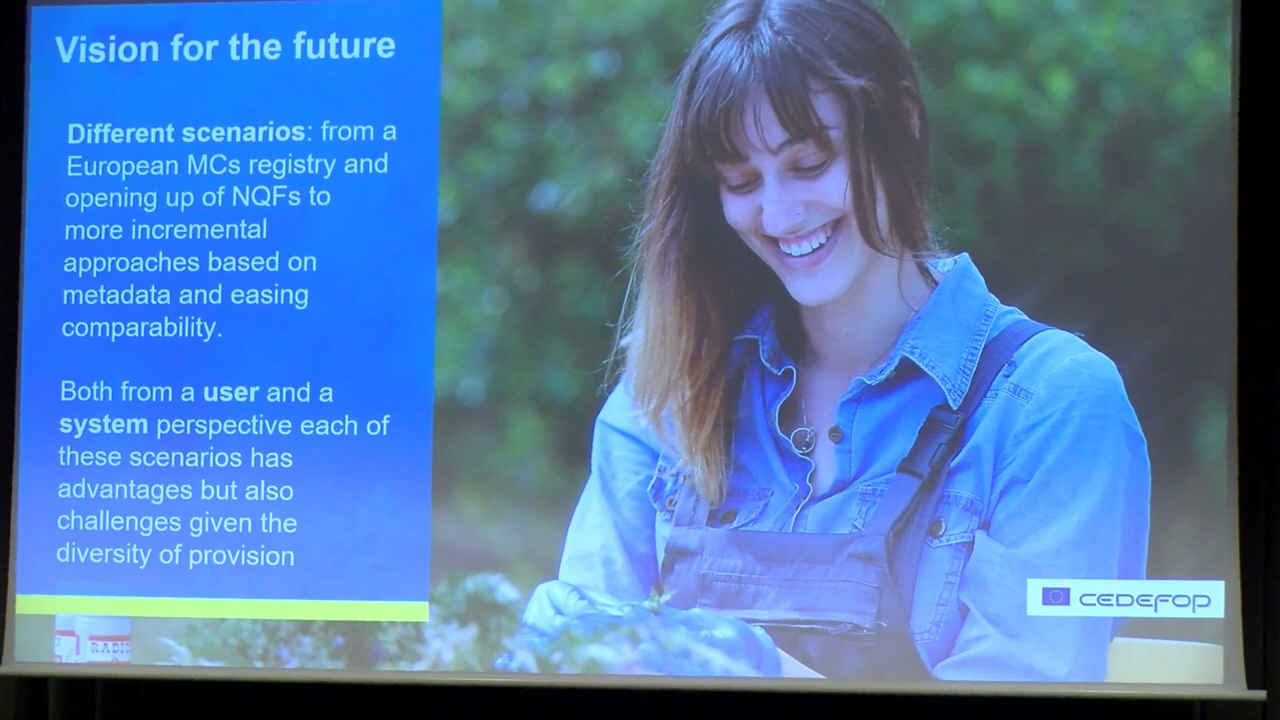 Vision for the future
Different scenarios: from a
European MCs registry and
opening up of NQFs to
more incremental
approaches based on
metadata and easing
comparability.
Both from a user and a
system perspective each of
these scenarios has
advantages but also
challenges given the
diversity of provision
CEDEFOP